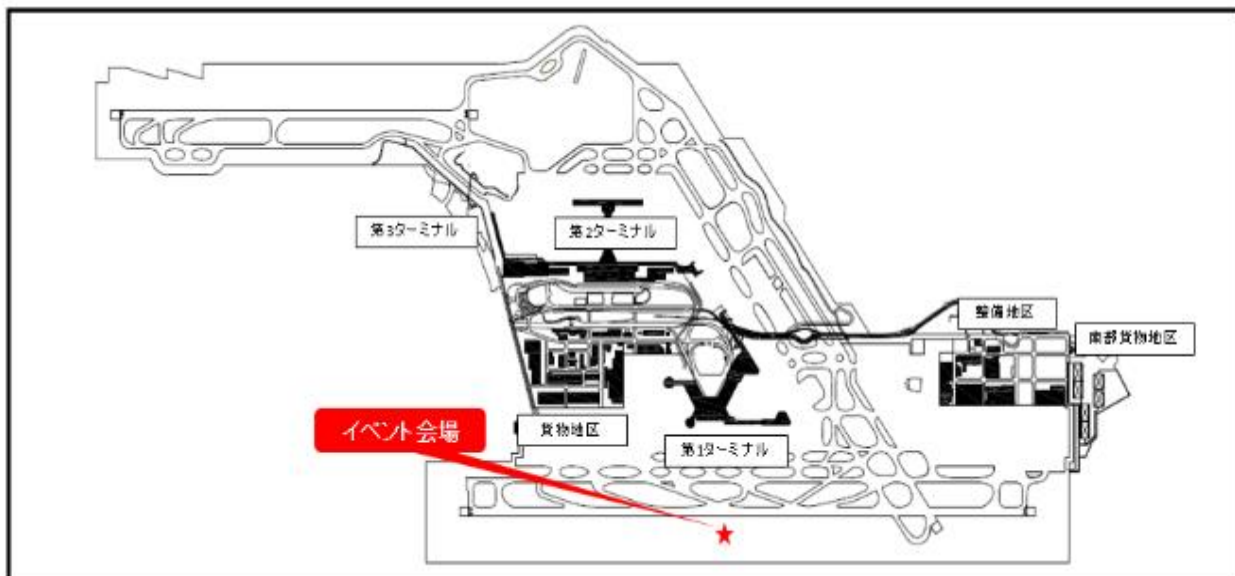 第3ターミナル
第2ターミナル
整備地区
南部貨物地区
イベント会場
貨物地区
第1ターミナル